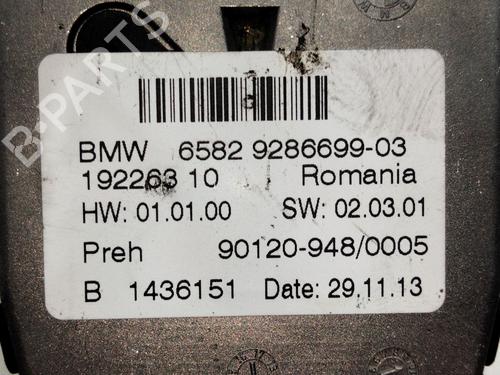 B-PARTS
BMW 6582 9286699-03
192263 10 Romania
HW: 01.01.00 SW: 02.03.01
Preh 90120-948/0005
B 1436151 Date: 29.11.13